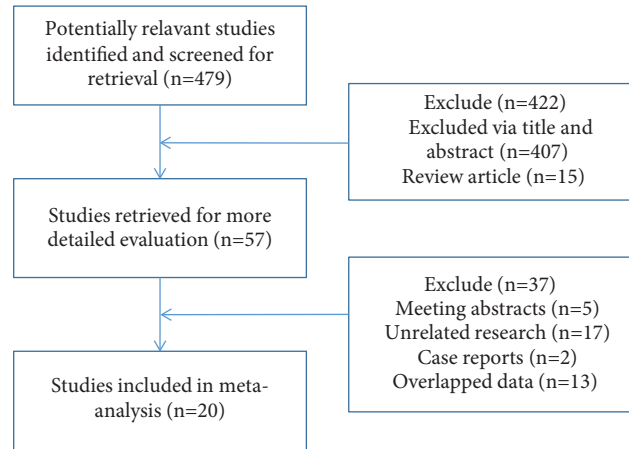 Potentially relavant studies
identified and screened for
retrieval (n=479)
Exclude (n=422)
Excluded via title and
abstract (n=407)
Review article (n=15)
Studies retrieved for more
detailed evaluation (n=57)
Exclude (n=37)
Meeting abstracts (n=5)
Unrelated research (n=17)
Case reports (n=2)
Overlapped data (n=13)
Studies included in meta-
analysis (n=20)